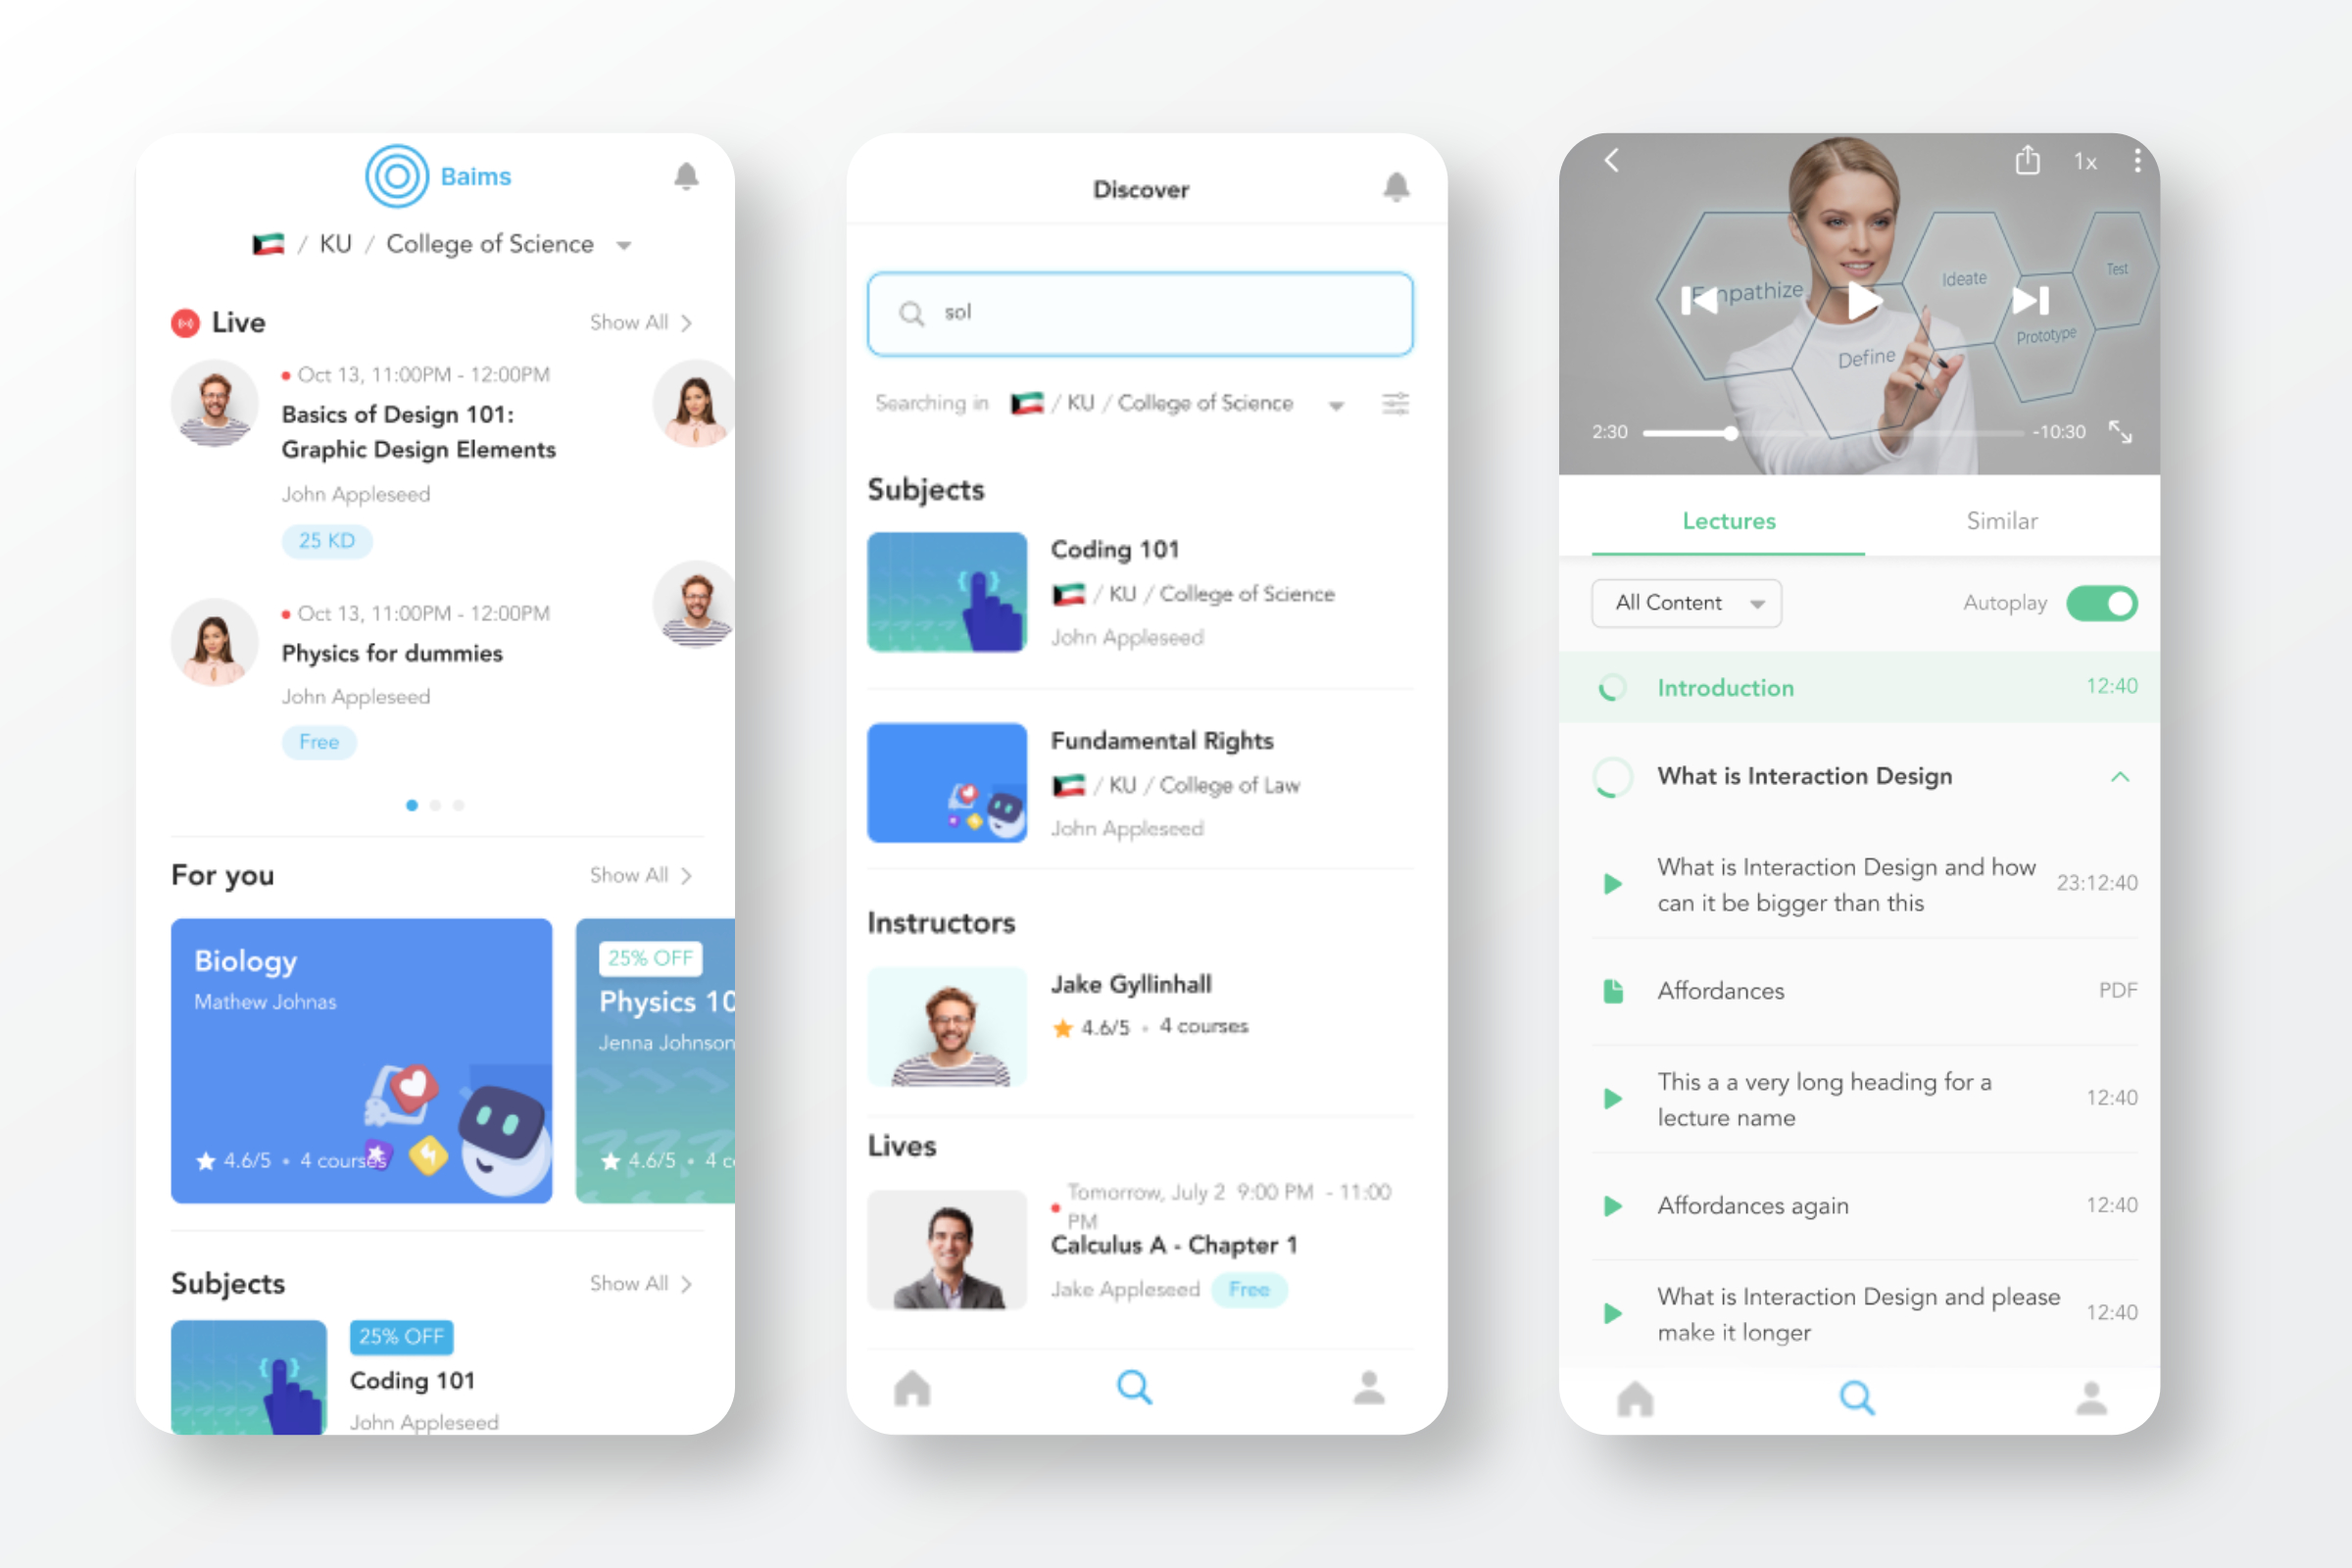 Baims
/ KU / College of Science
Live
Show All
Oct 13, 11:00PM - 12:00PM
Basics of Design 101:
Graphic Design Elements
John Appleseed
25 KD
Oct 13, 11:00PM - 12:00PM
Physics for dummies
John Appleseed
Free
For you
Show All
Biology
Mathew Johnas
4.6/5 • 4 courses
25% OFF
Physics 10
Jenna Johnson
4.6/5 • 4 c
Subjects
Show All
25% OFF
Coding 101
John Appleseed
Discover
sol
Searching in / KU / College of Science
Subjects
Coding 101
/ KU / College of Science
John Appleseed
Fundamental Rights
/ KU / College of Law
John Appleseed
Instructors
Jake Gyllinhall
4.6/5 • 4 courses
Lives
Tomorrow, July 2 9:00 PM - 11:00
PM
Calculus A - Chapter 1
Jake Appleseed Free
1x
Empathize
Define
Ideate
Prototype
Test
2:30
-10:30
Lectures
Similar
All Content
Autoplay
Introduction
12:40
What is Interaction Design
What is Interaction Design and how
can it be bigger than this
23:12:40
Affordances
PDF
This a a very long heading for a
lecture name
12:40
Affordances again
12:40
What is Interaction Design and please
make it longer
12:40